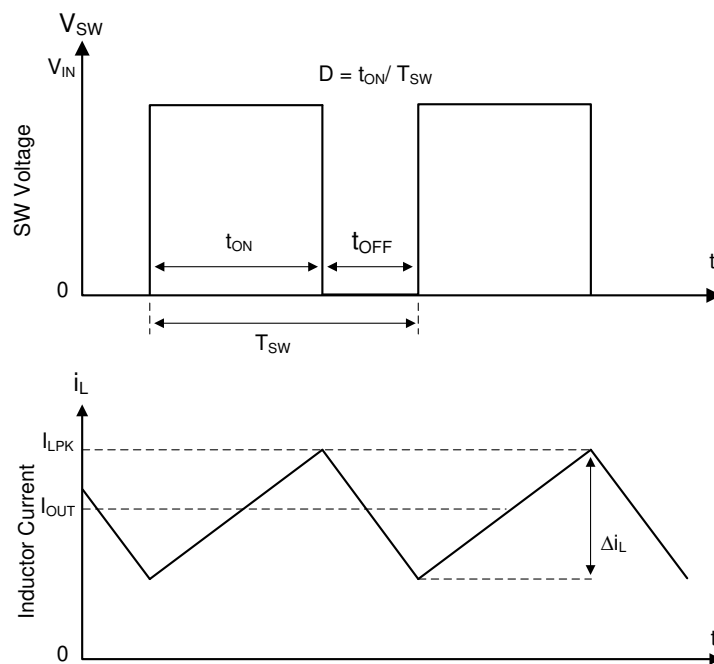 V_SW
V_IN
D = t_ON/ T_SW
SW Voltage
t_ON
t_OFF
t
0
T_SW
i_L
I_LPK
I_OUT
Inductor Current
Δi_L
0
t